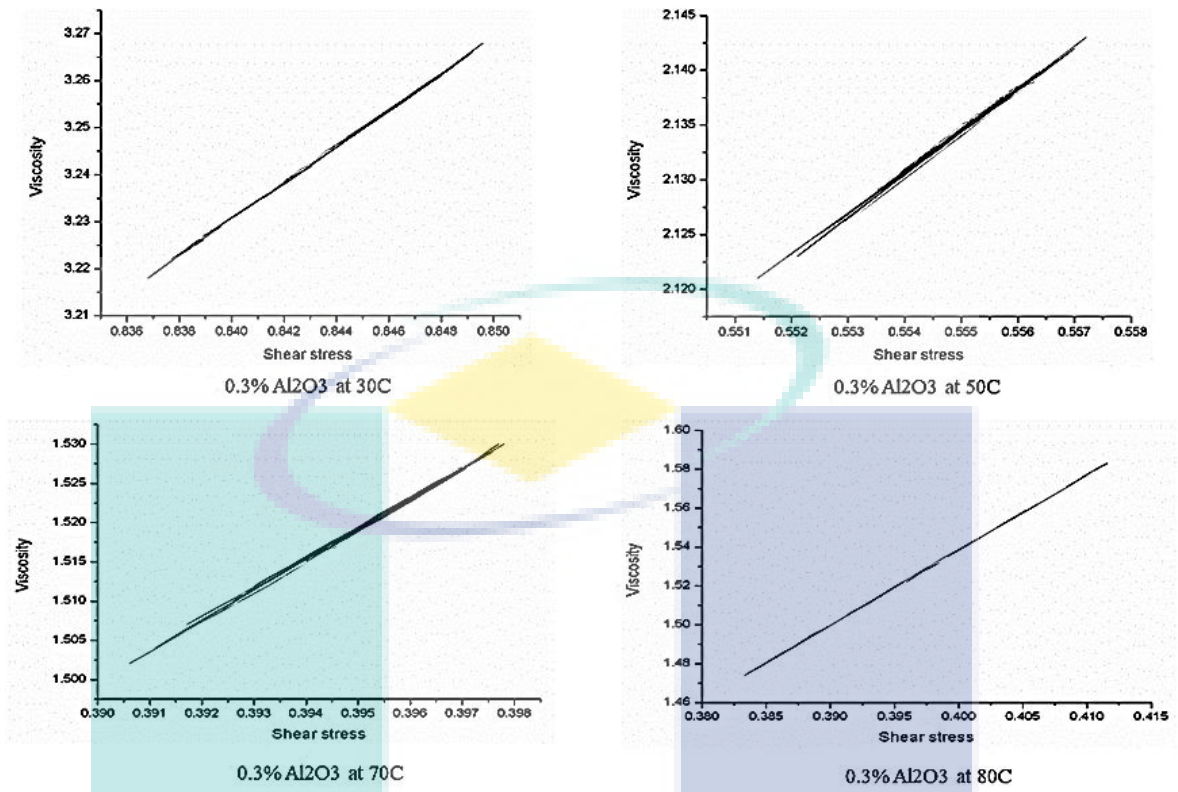 3.27
3.26
3.25
3.24
3.23
3.22
3.21
Viscosity
0.836 0.838 0.840 0.842 0.844 0.846 0.848 0.850
Shear stress
0.3% Al2O3 at 30C
2.145
2.140
2.135
2.130
2.125
2.120
Viscosity
0.551 0.552 0.553 0.554 0.555 0.556 0.557 0.558
Shear stress
0.3% Al2O3 at 50C
1.530
1.525
1.520
1.515
1.510
1.505
1.500
Viscosity
0.390 0.391 0.392 0.393 0.394 0.395 0.396 0.397 0.398
Shear stress
0.3% Al2O3 at 70C
1.60
1.58
1.56
1.54
1.52
1.50
1.48
1.46
Viscosity
0.380 0.385 0.390 0.395 0.400 0.405 0.410 0.415
Shear stress
0.3% Al2O3 at 80C